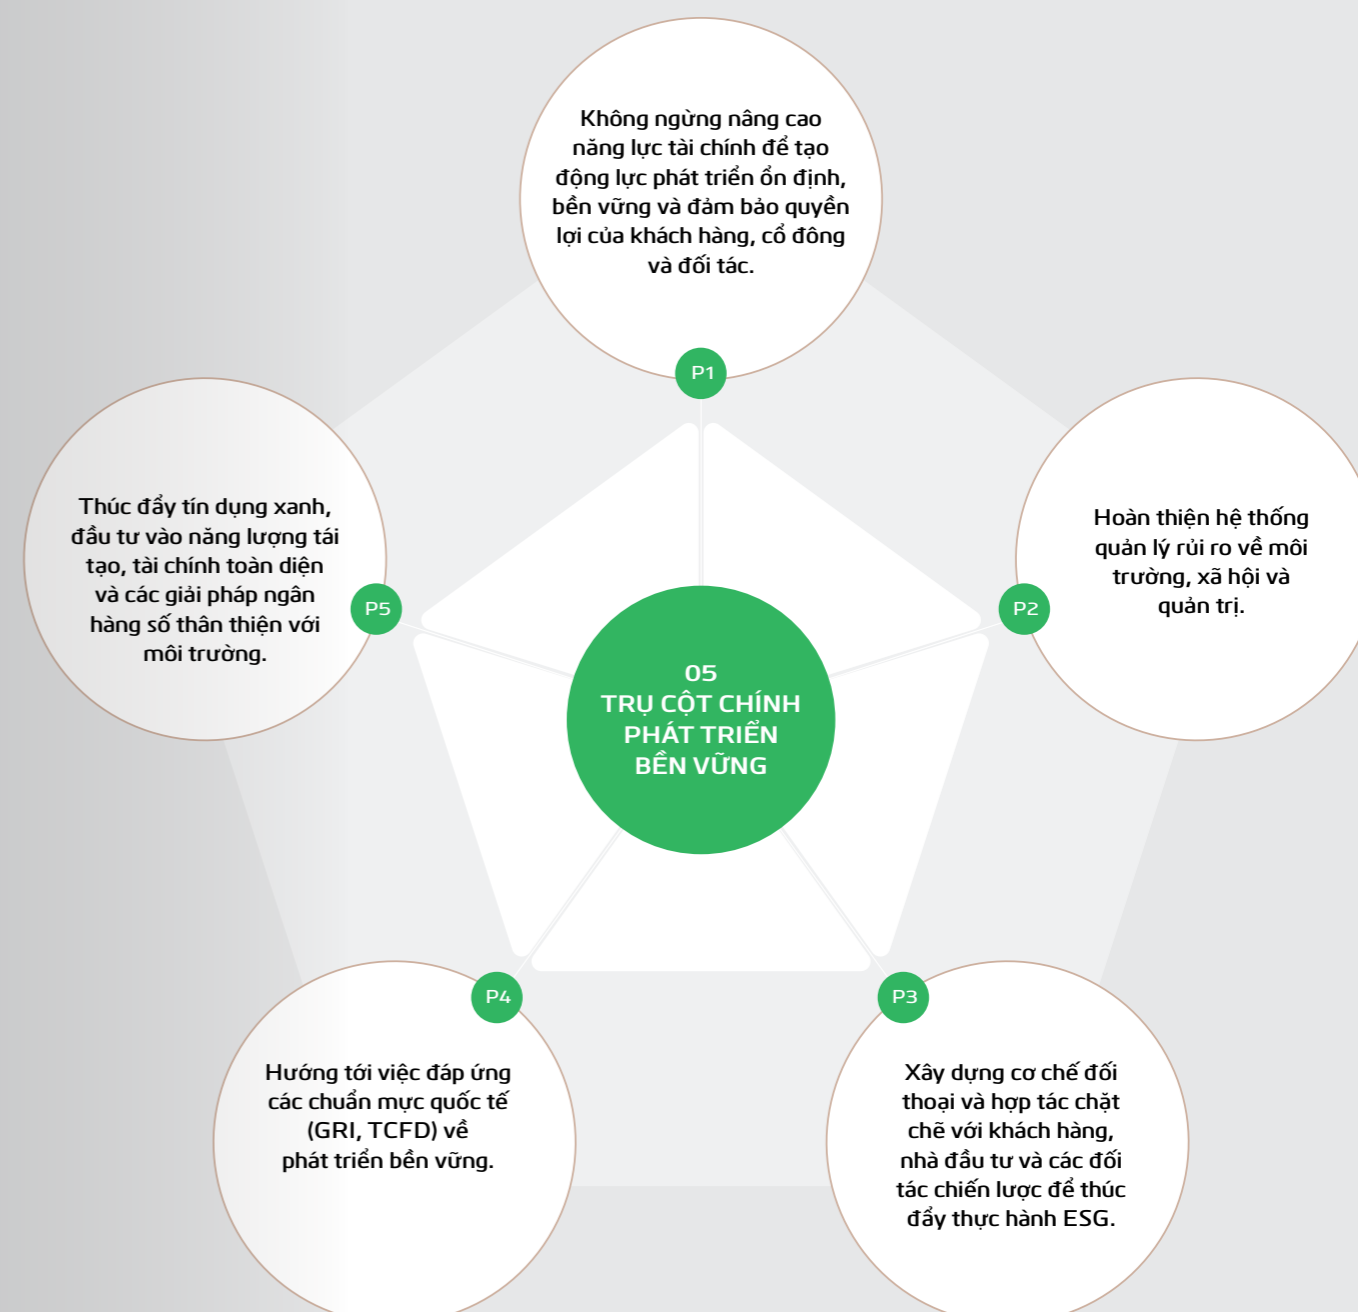 Không ngừng nâng cao
năng lực tài chính để tạo
động lực phát triển ổn định,
bền vững và đảm bảo quyền
lợi của khách hàng, cổ đông
và đối tác.
P1
Hoàn thiện hệ thống
quản lý rủi ro về môi
trường, xã hội và
quản trị.
P2
Xây dựng cơ chế đối
thoại và hợp tác chặt
chẽ với khách hàng,
nhà đầu tư và các đối
tác chiến lược để thúc
đẩy thực hành ESG.
P3
Hướng tới việc đáp ứng
các chuẩn mực quốc tế
(GRI, TCFD) về
phát triển bền vững.
P4
Thúc đẩy tín dụng xanh,
đầu tư vào năng lượng tái
tạo, tài chính toàn diện
và các giải pháp ngân
hàng số thân thiện với
môi trường.
P5
05
TRỤ CỘT CHÍNH
PHÁT TRIỂN
BỀN VỮNG